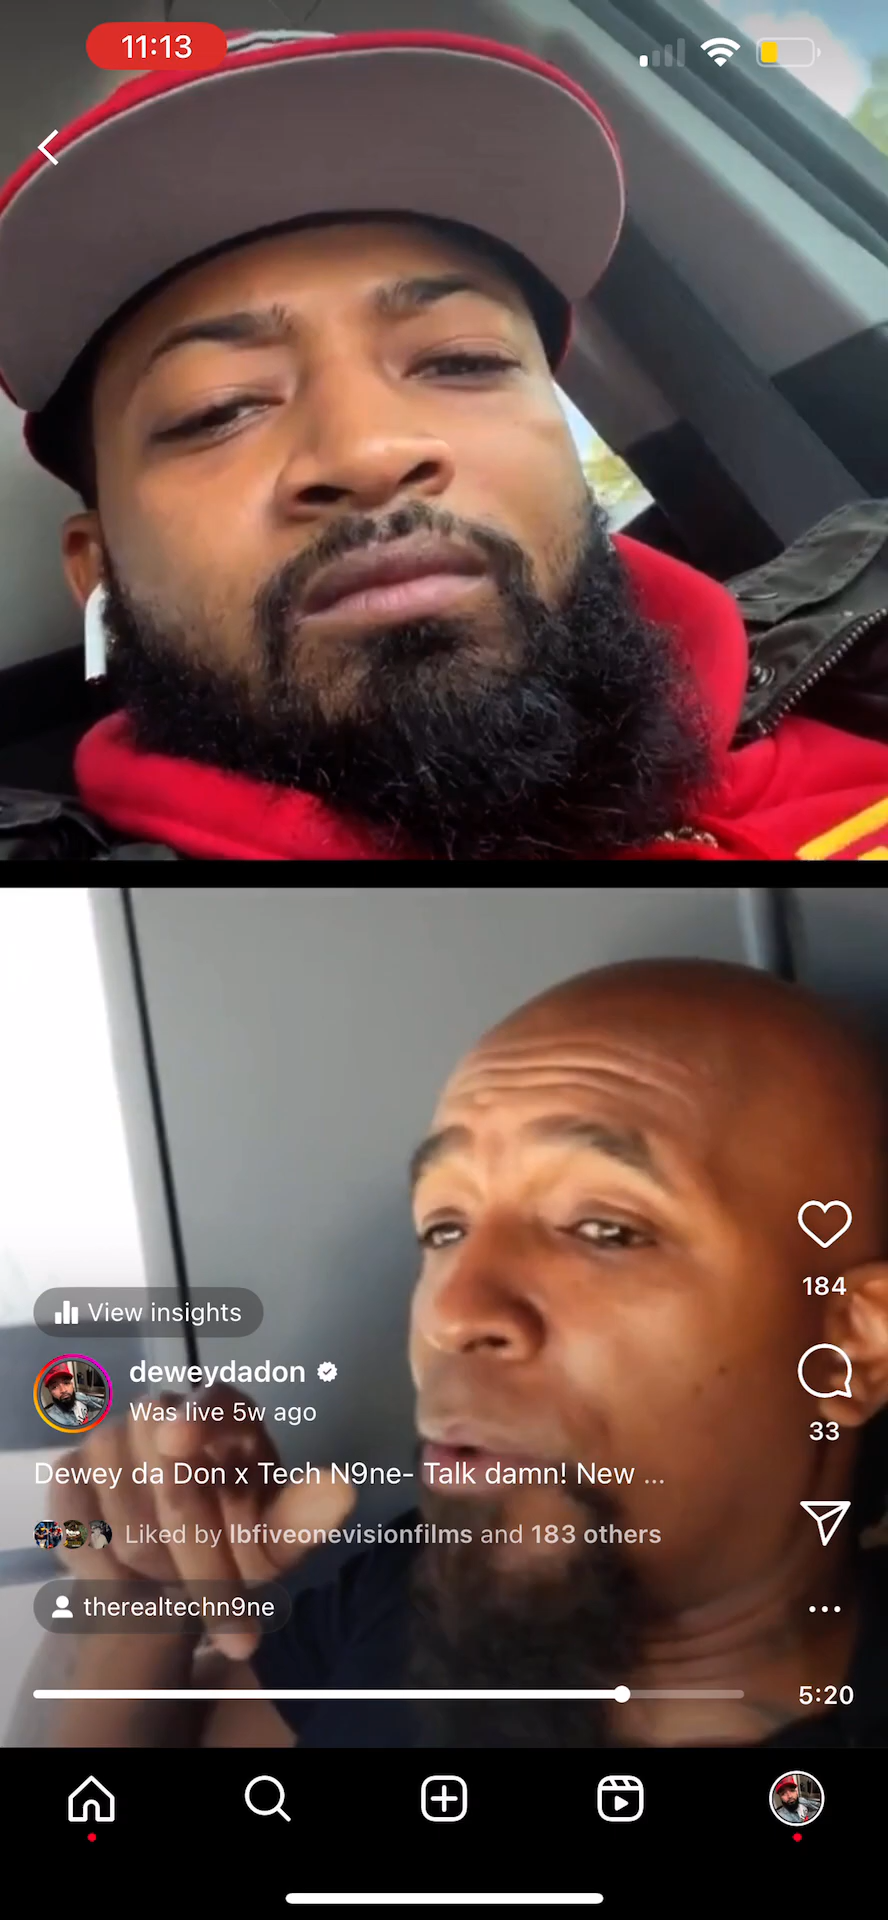 11:13
184
View insights
deweydadon
Was live 5w ago
33
Dewey da Don x Tech N9ne- Talk damn! New ...
Liked by lbfiveonevisionfilms and 183 others
therealtechn9ne
5:20